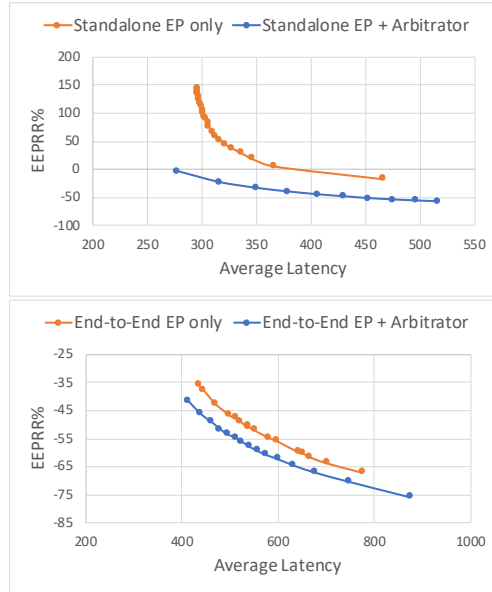 Standalone EP only Standalone EP + Arbitrator
200
150
100
50
0
-50
-100
EEPRR%
200 250 300 350 400 450 500 550
Average Latency
End-to-End EP only End-to-End EP + Arbitrator
-25
-35
-45
-55
-65
-75
-85
EEPRR%
200 400 600 800 1000
Average Latency